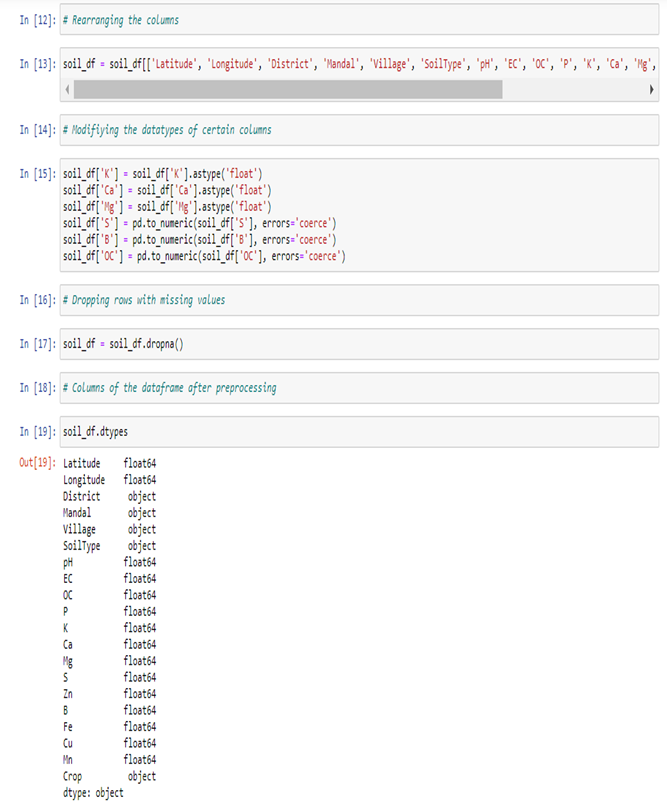 In [12]: # Rearranging the columns
In [13]: soil_df = soil_df[['Latitude', 'Longitude', 'District', 'Mandal', 'Village', 'SoilType', 'pH', 'EC', 'OC', 'P', 'K', 'Ca', 'Mg',
In [14]: # Modifiying the datatypes of certain columns
In [15]: soil_df['K'] = soil_df['K'].astype('float')
soil_df['Ca'] = soil_df['Ca'].astype('float')
soil_df['Mg'] = soil_df['Mg'].astype('float')
soil_df['S'] = pd.to_numeric(soil_df['S'], errors='coerce')
soil_df['B'] = pd.to_numeric(soil_df['B'], errors='coerce')
soil_df['OC'] = pd.to_numeric(soil_df['OC'], errors='coerce')
In [16]: # Dropping rows with missing values
In [17]: soil_df = soil_df.dropna()
In [18]: # Columns of the dataframe after preprocessing
In [19]: soil_df.dtypes
Out[19]: Latitude float64
Longitude float64
District object
Mandal object
Village object
SoilType object
pH float64
EC float64
OC float64
P float64
K float64
Ca float64
Mg float64
S float64
Zn float64
B float64
Fe float64
Cu float64
Mn float64
Crop object
dtype: object